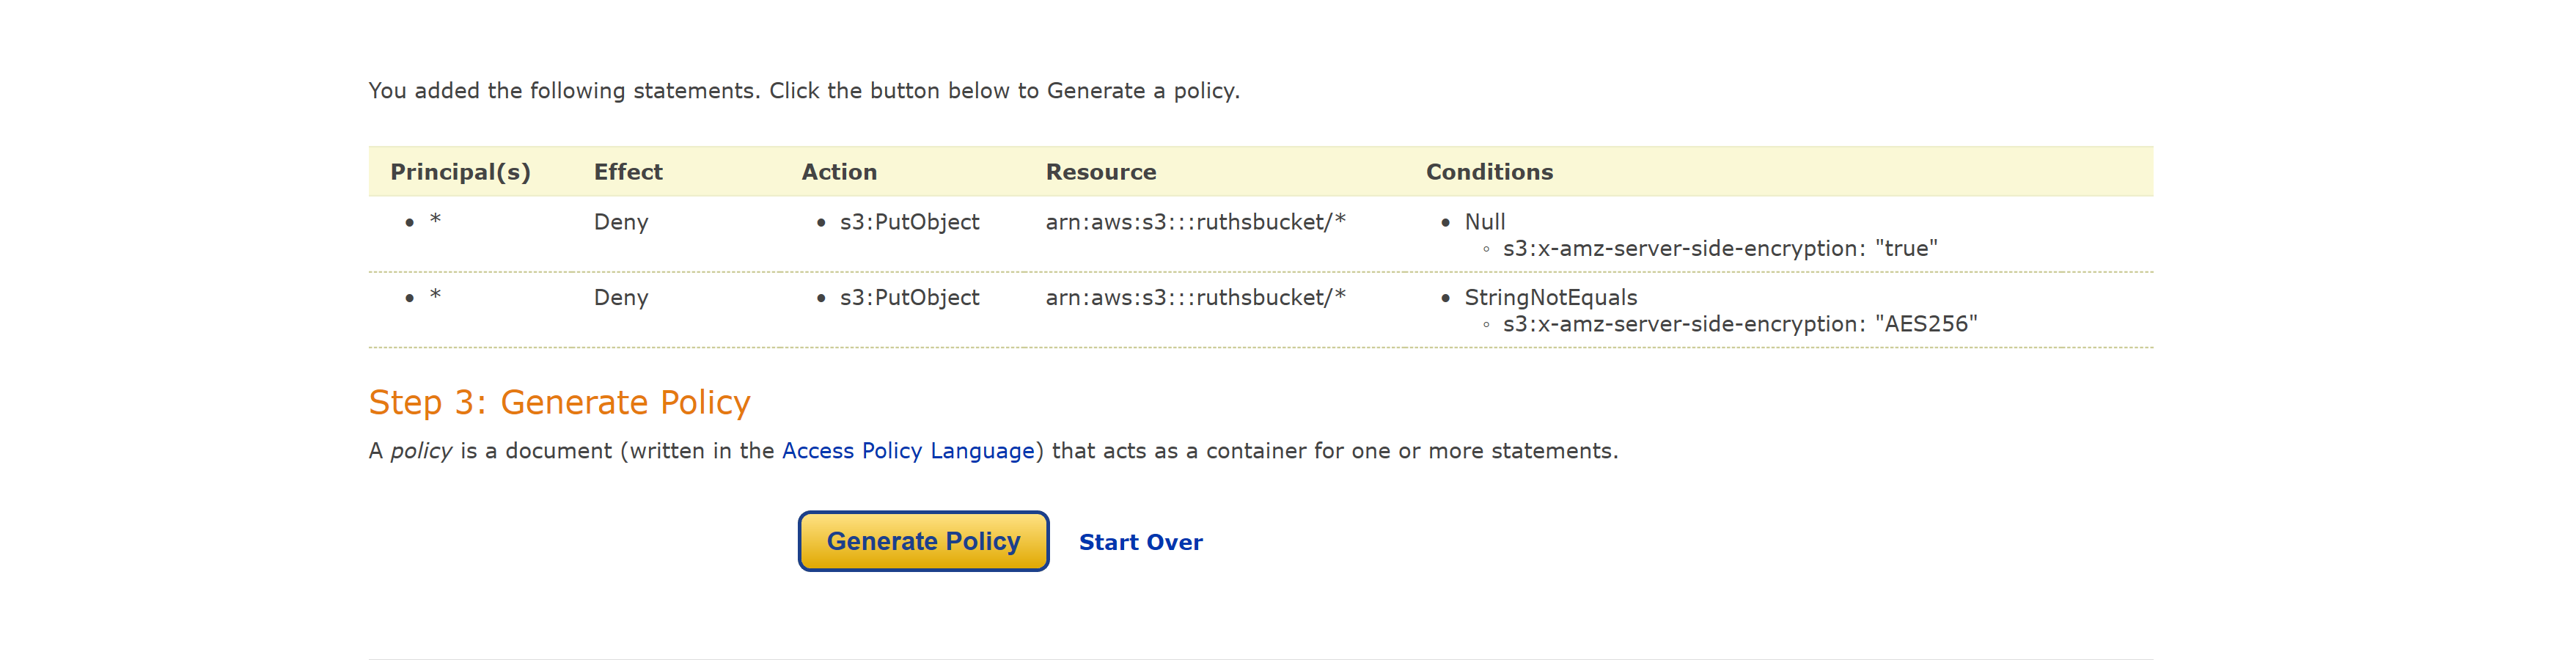 You added the following statements. Click the button below to Generate a policy.
Principal(s) Effect Action Resource Conditions
• * Deny • s3:PutObject arn:aws:s3:::ruthsbucket/* • Null
◦ s3:x-amz-server-side-encryption: "true"
• * Deny • s3:PutObject arn:aws:s3:::ruthsbucket/* • StringNotEquals
◦ s3:x-amz-server-side-encryption: "AES256"
Step 3: Generate Policy
A policy is a document (written in the Access Policy Language) that acts as a container for one or more statements.
Generate Policy Start Over